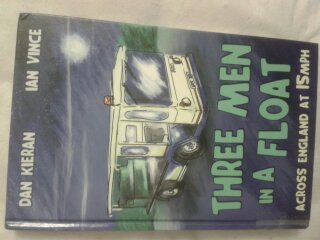 DAN KIERAN IAN VINCE
THREE MEN
IN A FLOAT
ACROSS ENGLAND AT 15MPH